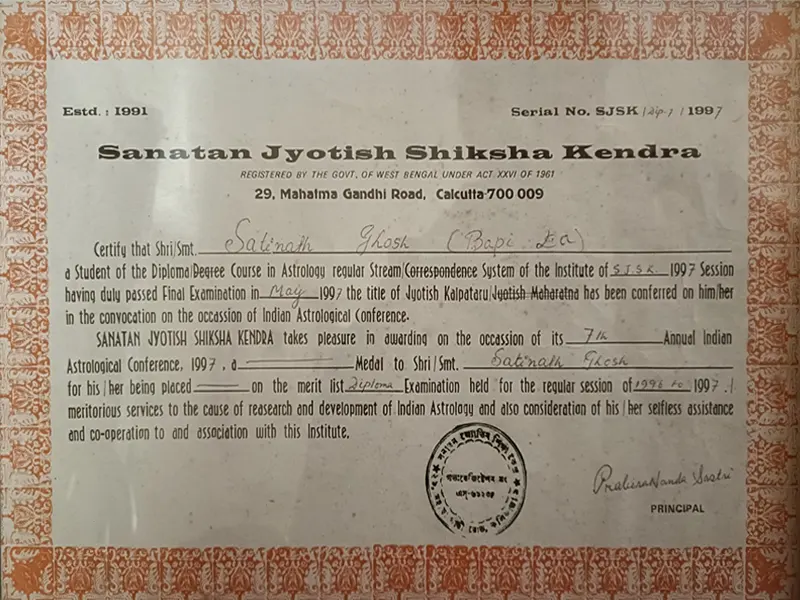 Estd. : 1991
Serial No. SJSK / Dip-7 / 1997
Sanatan Jyotish Shiksha Kendra
REGISTERED BY THE GOVT, OF WEST BENGAL UNDER ACT XXVI OF 1961
29, Mahatma Gandhi Road, Calcutta-700 009
Certify that Shri/Smt. Satinath Ghosh (Bapi Da)
a Student of the Diploma/Degree Course in Astrology regular Stream/Correspondence System of the Institute of S.J.S.K. 1997 Session
having duly passed Final Examination in May 1997 the title of Jyotish Kalpataru/Jyotish Maharatna has been conferred on him/her
in the convocation on the occassion of Indian Astrological Conference.
SANATAN JYOTISH SHIKSHA KENDRA takes pleasure in awarding on the occassion of its 7th Annual Indian
Astrological Conference, 1997, a Medal to Shri/Smt. Satinath Ghosh
for his/her being placed on the merit list Diploma Examination held for the regular session of 1996 to 1997./
meritorious services to the cause of reasearch and development of Indian Astrology and also consideration of his/her selfless assistance
and co-operation to and association with this Institute.
PRINCIPAL